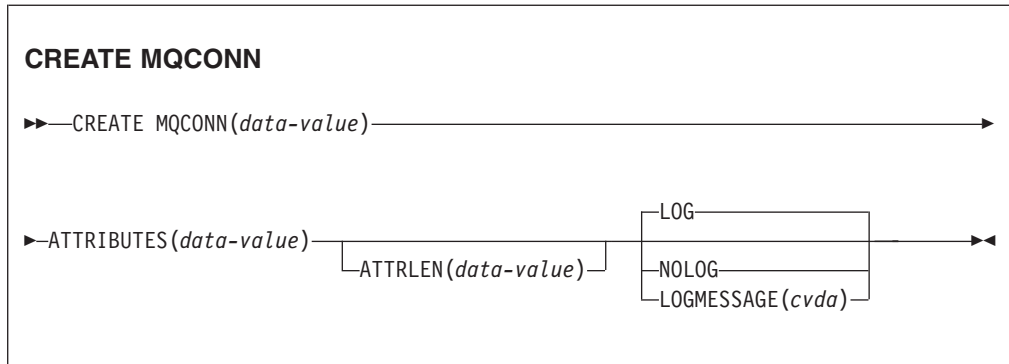 CREATE MQCONN
CREATE MQCONN(data-value)
ATTRIBUTES(data-value)
ATTRLEN(data-value)
LOG
NOLOG
LOGMESSAGE(cvda)